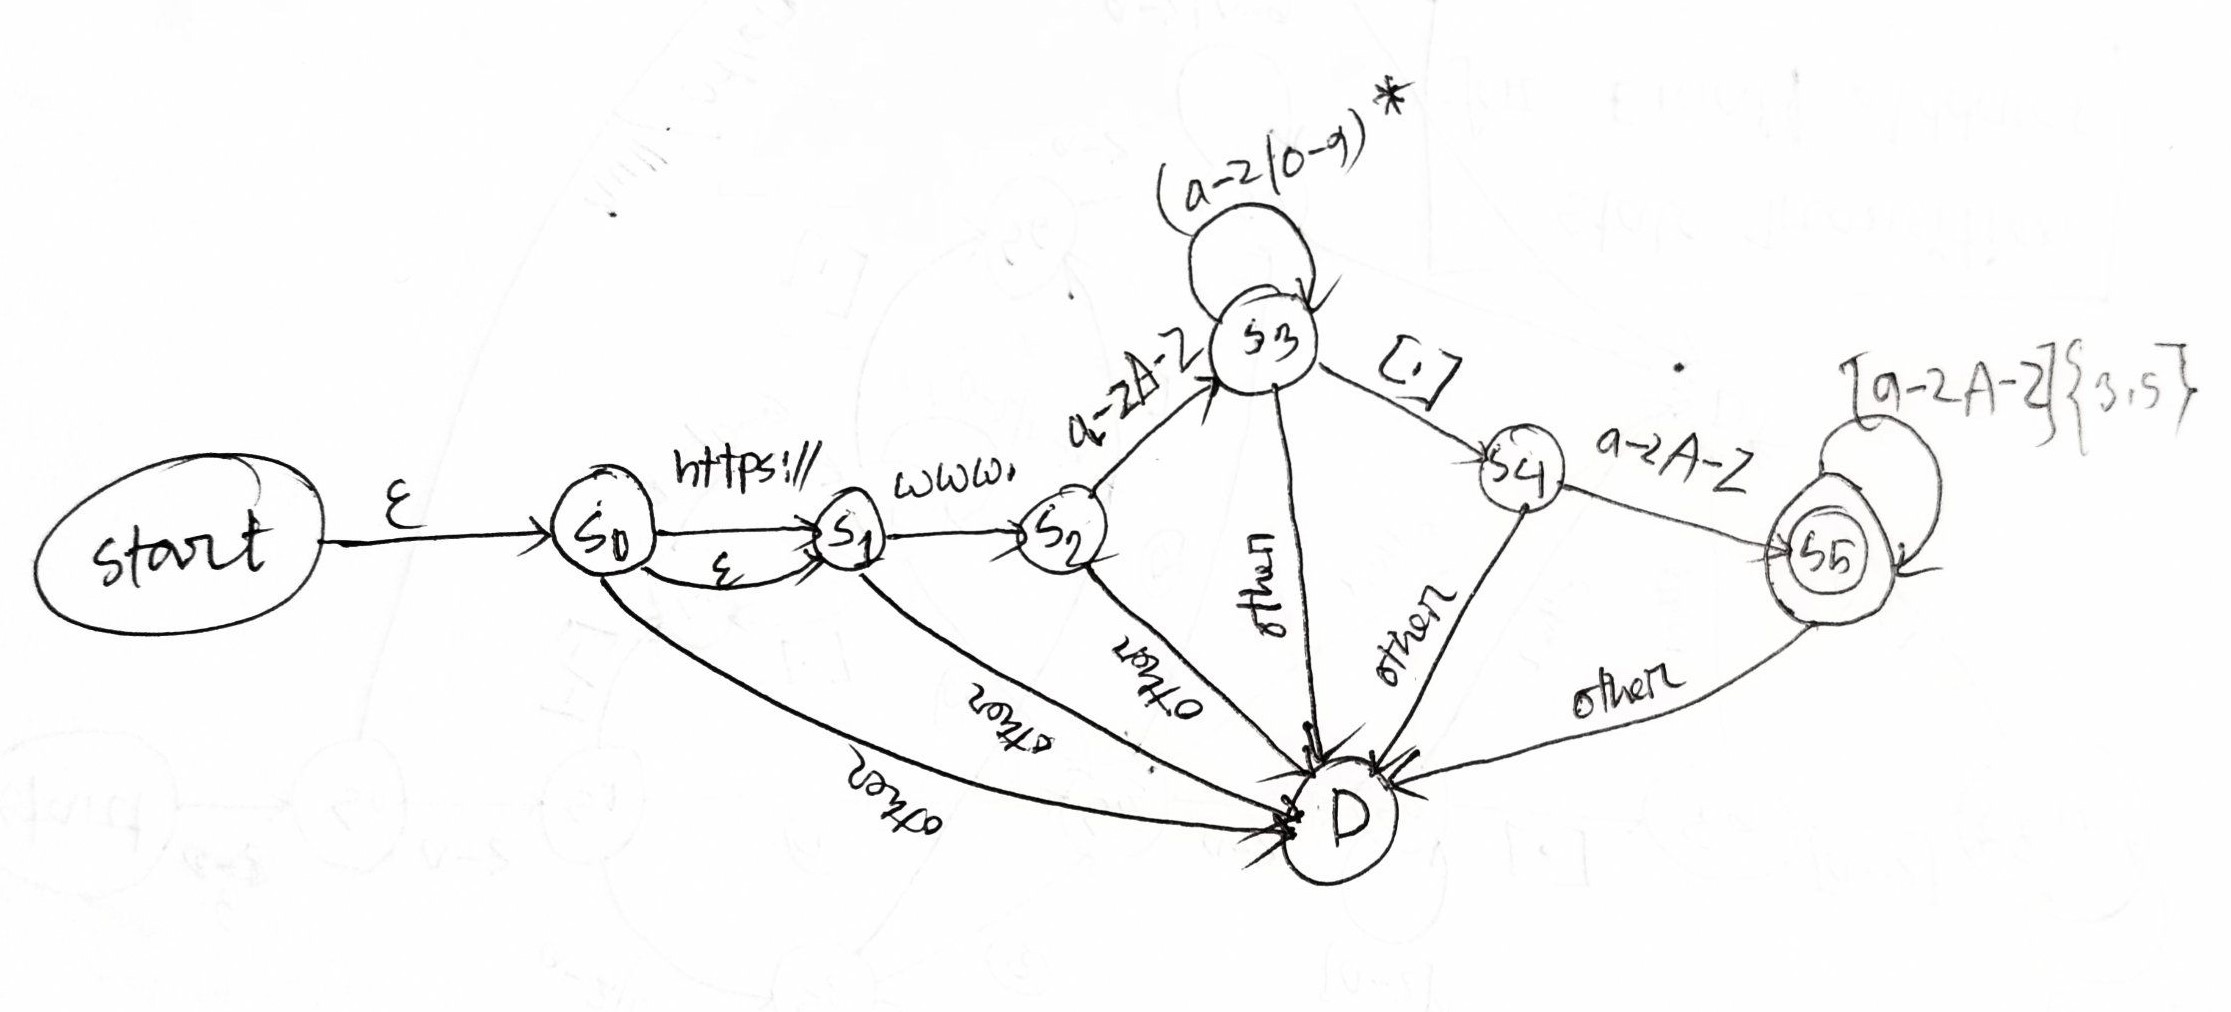 (a-z|0-9)*
S3
[.]
a-zA-Z
[a-zA-Z]{3,5}
https://
www.
a-zA-Z
S4
start
ε
S0
ε
S1
S2
S5
other
other
other
other
other
other
D